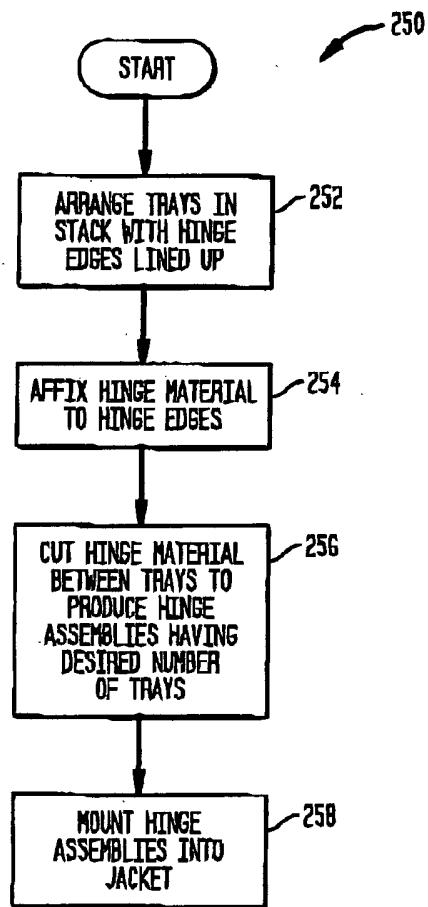 250
START
252
ARRANGE TRAYS IN
STACK WITH HINGE
EDGES LINED UP
254
AFFIX HINGE MATERIAL
TO HINGE EDGES
256
CUT HINGE MATERIAL
BETWEEN TRAYS TO
PRODUCE HINGE
ASSEMBLIES HAVING
DESIRED NUMBER
OF TRAYS
258
MOUNT HINGE
ASSEMBLIES INTO
JACKET